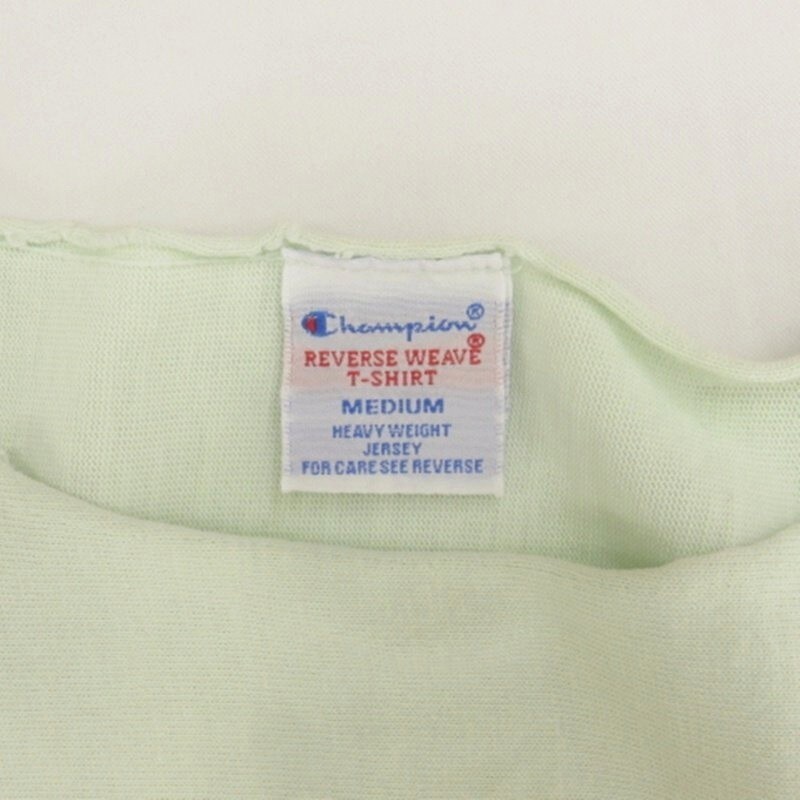 Champion®
REVERSE WEAVE®
T-SHIRT
MEDIUM
HEAVY WEIGHT
JERSEY
FOR CARE SEE REVERSE